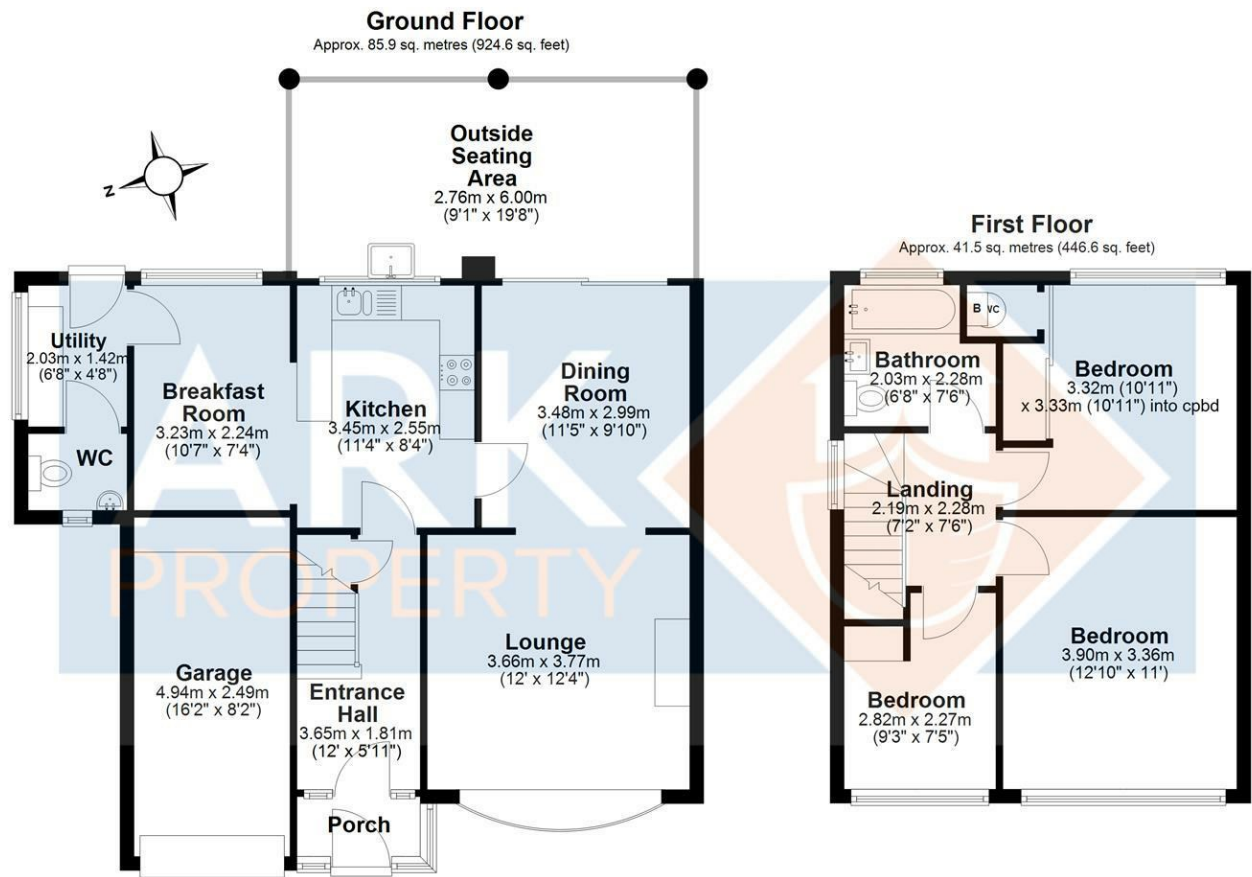 Ground Floor
Approx. 85.9 sq. metres (924.6 sq. feet)
Outside
Seating
Area
2.76m x 6.00m
(9'1" x 19'8")
N
Utility
2.03m x 1.42m
(6'8" x 4'8")
Breakfast
Room
3.23m x 2.24m
(10'7" x 7'4")
Kitchen
3.45m x 2.55m
(11'4" x 8'4")
Dining
Room
3.48m x 2.99m
(11'5" x 9'10")
WC
Garage
4.94m x 2.49m
(16'2" x 8'2")
Entrance
Hall
3.65m x 1.81m
(12' x 5'11")
Lounge
3.66m x 3.77m
(12' x 12'4")
Porch
First Floor
Approx. 41.5 sq. metres (446.6 sq. feet)
B WC
Bathroom
2.03m x 2.28m
(6'8" x 7'6")
Bedroom
3.32m (10'11")
x 3.33m (10'11") into cpbd
Landing
2.19m x 2.28m
(7'2" x 7'6")
Bedroom
3.90m x 3.36m
(12'10" x 11')
Bedroom
2.82m x 2.27m
(9'3" x 7'5")
ARK
PROPERTY